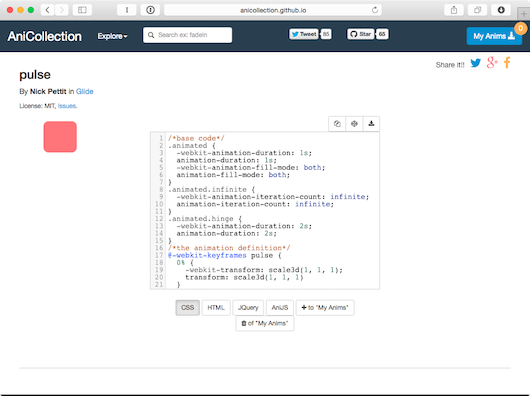 anicollection.github.io
AniCollection Explore Search ex: fadein Tweet 85 Star 65 My Anims 0
Share it!!
pulse
By Nick Pettit in Glide
License: MIT, Issues.
1 /*base code*/
2 .animated {
3 -webkit-animation-duration: 1s;
4 animation-duration: 1s;
5 -webkit-animation-fill-mode: both;
6 animation-fill-mode: both;
7 }
8 .animated.infinite {
9 -webkit-animation-iteration-count: infinite;
10 animation-iteration-count: infinite;
11 }
12 .animated.hinge {
13 -webkit-animation-duration: 2s;
14 animation-duration: 2s;
15 }
16 /*the animation definition*/
17 @-webkit-keyframes pulse {
18 0% {
19 -webkit-transform: scale3d(1, 1, 1);
20 transform: scale3d(1, 1, 1)
21 }
CSS HTML JQuery AniJS + to "My Anims"
of "My Anims"